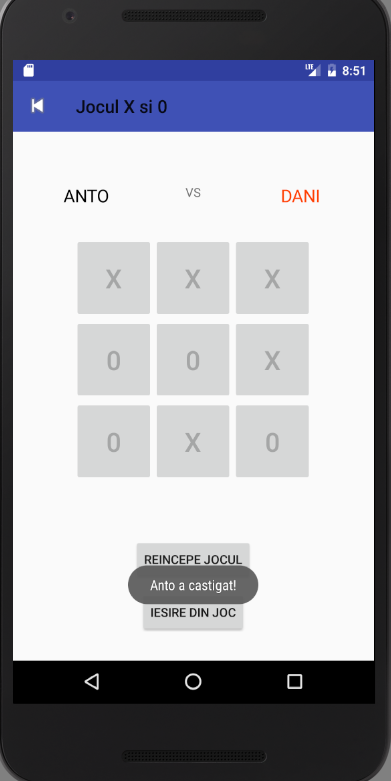 LTE 8:51
Jocul X si 0
ANTO VS DANI
X X X
0 0 X
0 X 0
REINCEPE JOCUL
Anto a castigat!
IESIRE DIN JOC